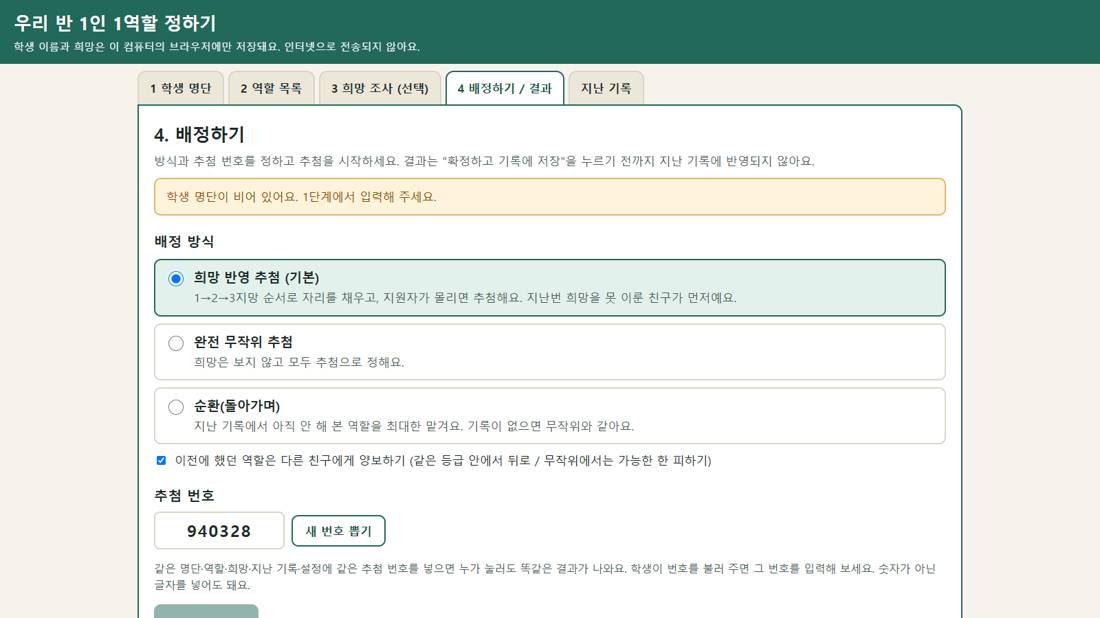 우리 반 1인 1역할 정하기
학생 이름과 희망은 이 컴퓨터의 브라우저에만 저장돼요. 인터넷으로 전송되지 않아요.
1 학생 명단
2 역할 목록
3 희망 조사 (선택)
4 배정하기 / 결과
지난 기록
4. 배정하기
방식과 추첨 번호를 정하고 추첨을 시작하세요. 결과는 "확정하고 기록에 저장"을 누르기 전까지 지난 기록에 반영되지 않아요.
학생 명단이 비어 있어요. 1단계에서 입력해 주세요.
배정 방식
희망 반영 추첨 (기본)
1→2→3지망 순서로 자리를 채우고, 지원자가 몰리면 추첨해요. 지난번 희망을 못 이룬 친구가 먼저예요.
완전 무작위 추첨
희망은 보지 않고 모두 추첨으로 정해요.
순환(돌아가며)
지난 기록에서 아직 안 해 본 역할을 최대한 맡겨요. 기록이 없으면 무작위와 같아요.
이전에 했던 역할은 다른 친구에게 양보하기 (같은 등급 안에서 뒤로 / 무작위에서는 가능한 한 피하기)
추첨 번호
940328
새 번호 뽑기
같은 명단·역할·희망·지난 기록·설정에 같은 추첨 번호를 넣으면 누가 눌러도 똑같은 결과가 나와요. 학생이 번호를 불러 주면 그 번호를 입력해 보세요. 숫자가 아닌
글자를 넣어도 돼요.